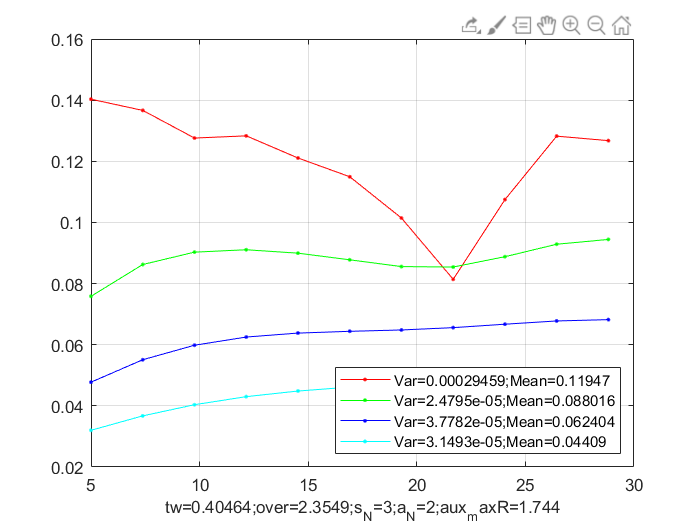 0.16
0.14
0.12
0.1
0.08
0.06
0.04
0.02
Var=0.00029459;Mean=0.11947
Var=2.4795e-05;Mean=0.088016
Var=3.7782e-05;Mean=0.062404
Var=3.1493e-05;Mean=0.04409
5 10 15 20 25 30
tw=0.40464;over=2.3549;s_N=3;a_N=2;aux_maxR=1.744